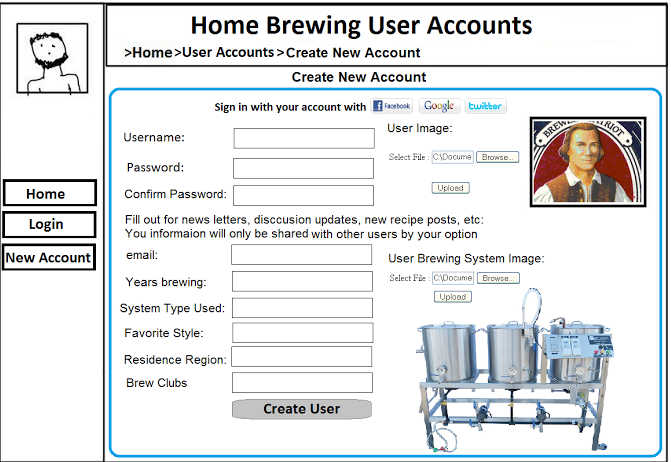 Home Brewing User Accounts
>Home>User Accounts >Create New Account
Create New Account
Sign in with your account with Facebook Google twitter
Username:
Password:
Confirm Password:
User Image:
Select File : C:\Docume Browse...
Upload
BREWER PATRIOT
Home
Login
New Account
Fill out for news letters, disccusion updates, new recipe posts, etc:
You informaion will only be shared with other users by your option
email:
Years brewing:
System Type Used:
Favorite Style:
Residence Region:
Brew Clubs
User Brewing System Image:
Select File : C:\Docume Browse...
Upload
Create User